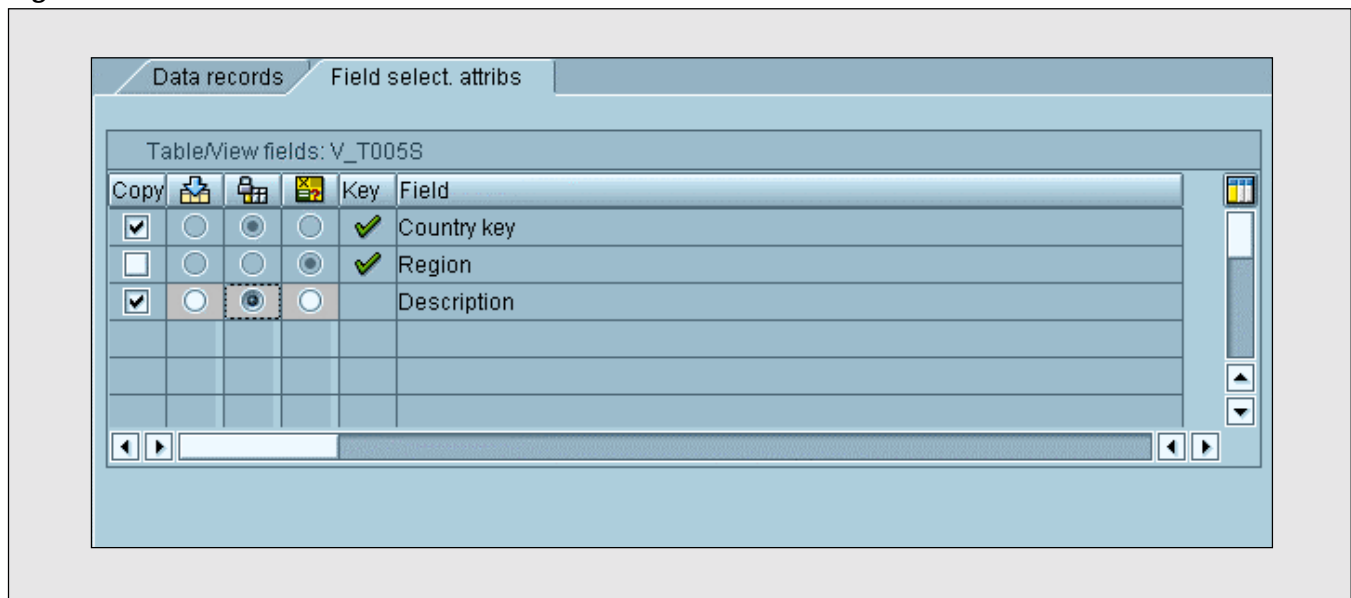 Data records Field select. attribs
Table/View fields: V_T005S
Copy Key Field
Country key
Region
Description